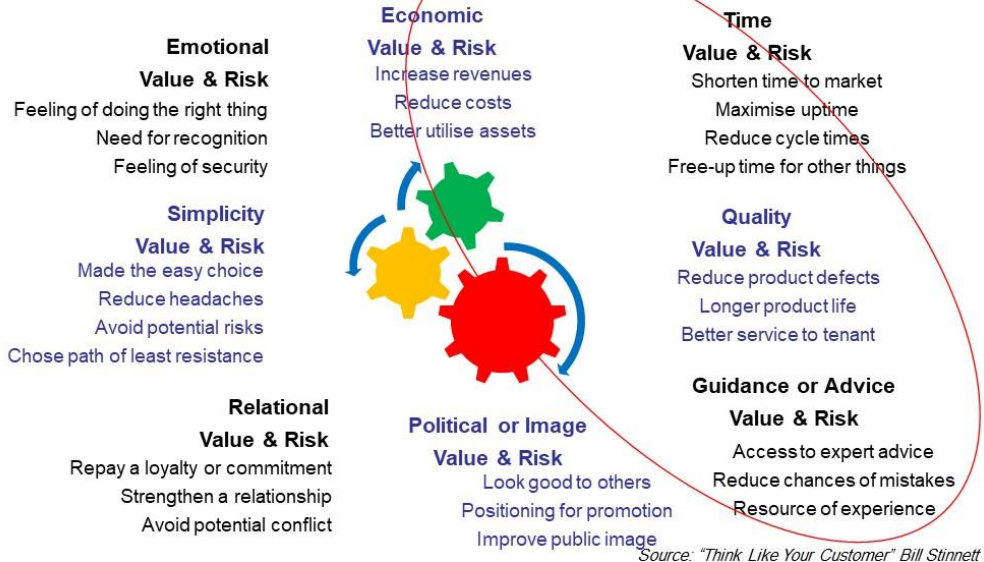 Economic
Value & Risk
Increase revenues
Reduce costs
Better utilise assets
Time
Value & Risk
Shorten time to market
Maximise uptime
Reduce cycle times
Free-up time for other things
Emotional
Value & Risk
Feeling of doing the right thing
Need for recognition
Feeling of security
Simplicity
Value & Risk
Made the easy choice
Reduce headaches
Avoid potential risks
Chose path of least resistance
Quality
Value & Risk
Reduce product defects
Longer product life
Better service to tenant
Relational
Value & Risk
Repay a loyalty or commitment
Strengthen a relationship
Avoid potential conflict
Political or Image
Value & Risk
Look good to others
Positioning for promotion
Improve public image
Guidance or Advice
Value & Risk
Access to expert advice
Reduce chances of mistakes
Resource of experience
Source: “Think Like Your Customer” Bill Stinnett